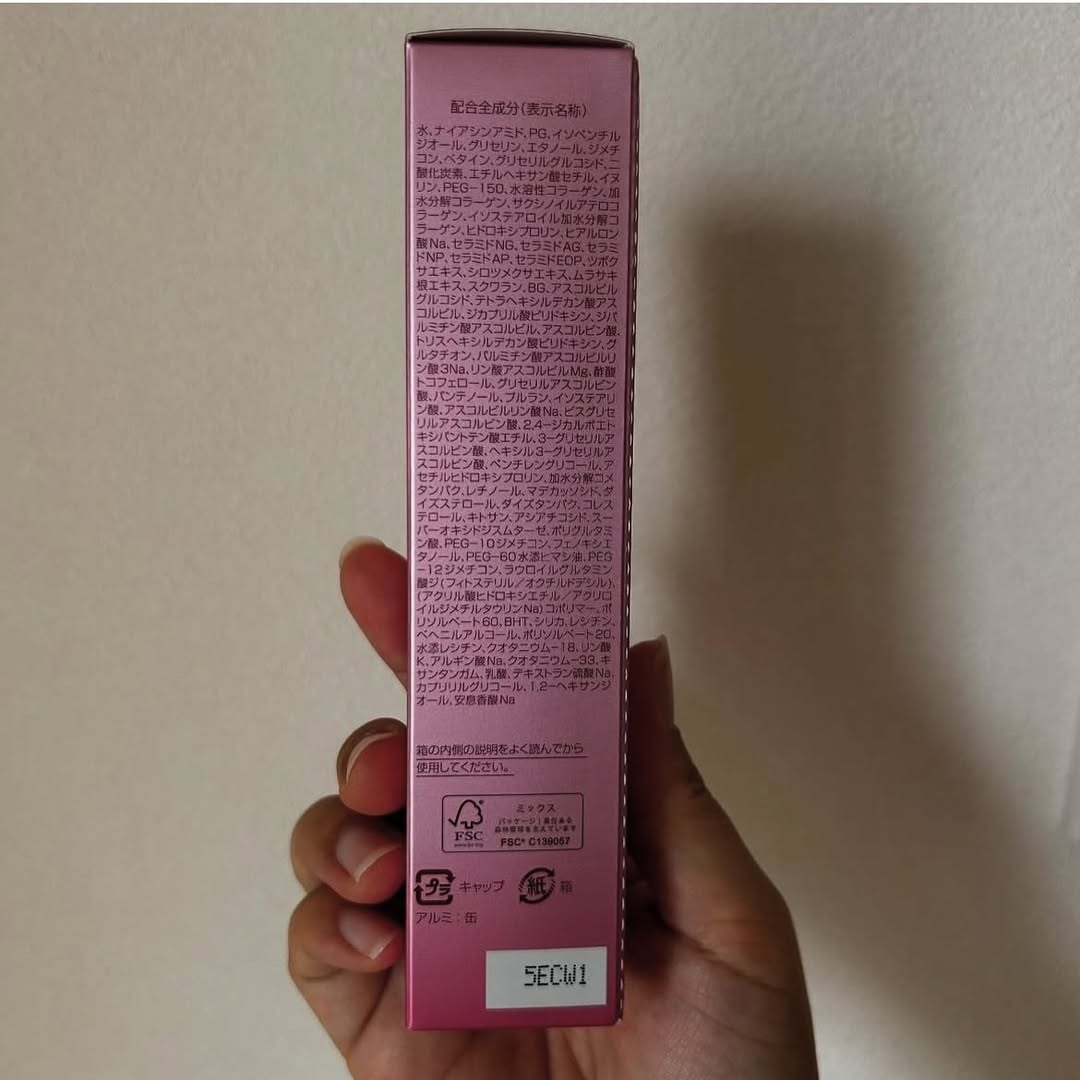 配合全成分(表示名称)
水、ナイアシンアミド、PG、イソペンチル
ジオール、グリセリン、エタノール、ジメチ
コン、ベタイン、グリセリルグルコシド、二
酸化炭素、エチルヘキサン酸セチル、イヌ
リン、PEG-150、水溶性コラーゲン、加
水分解コラーゲン、サクシノイルアテロコ
ラーゲン、イソステアロイル加水分解コ
ラーゲン、ヒドロキシプロリン、ヒアルロン
酸Na、セラミドNG、セラミドAG、セラミ
ドNP、セラミドAP、セラミドEOP、ツボク
サエキス、シロツメクサエキス、ムラサキ
根エキス、スクワラン、BG、アスコルビル
グルコシド、テトラヘキシルデカン酸アス
コルビル、ジカプリル酸ピリドキシン、ジパ
ルミチン酸アスコルビル、アスコルビン酸、
トリスヘキシルデカン酸ピリドキシン、グ
ルタチオン、パルミチン酸アスコルビルリ
ン酸3Na、リン酸アスコルビルMg、酢酸
トコフェロール、グリセリルアスコルビン
酸、パンテノール、プルラン、イソステアリ
ン酸、アスコルビルリン酸Na、ビスグリセ
リルアスコルビン酸、2,4-ジカルボエト
キシパントテン酸エチル、3-グリセリルア
スコルビン酸、ヘキシル3-グリセリルア
スコルビン酸、ペンチレングリコール、ア
セチルヒドロキシプロリン、加水分解コメ
タンパク、レチノール、マデカッソシド、ダ
イズステロール、ダイズタンパク、コレス
テロール、キトサン、アシアチコシド、スー
パーオキシドジスムターゼ、ポリグルタミ
ン酸、PEG-10ジメチコン、フェノキシエ
タノール、PEG-60水添ヒマシ油、PEG
-12ジメチコン、ラウロイルグルタミン
酸ジ(フィトステリル/オクチルドデシル)、
(アクリル酸ヒドロキシエチル/アクリロ
イルジメチルタウリンNa)コポリマー、ポ
リソルベート60、BHT、シリカ、レシチン、
ベヘニルアルコール、ポリソルベート20、
水添レシチン、クオタニウム-18、リン酸
K、アルギン酸Na、クオタニウム-33、キ
サンタンガム、乳酸、デキストラン硫酸Na、
カプリリルグリコール、1,2-ヘキサンジ
オール、安息香酸Na
箱の内側の説明をよく読んでから
使用してください。
ミックス
パッケージ|責任ある
森林管理を支えています
FSC
FSC® C139057
プラ キャップ 紙 箱
アルミ:缶
5ECW1